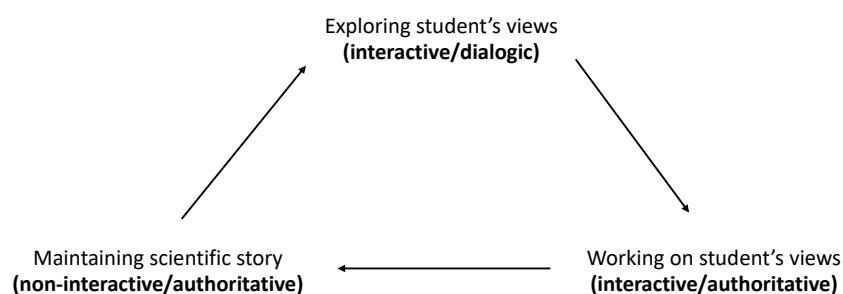 Exploring student’s views
(interactive/dialogic)
Maintaining scientific story
(non-interactive/authoritative)
Working on student’s views
(interactive/authoritative)